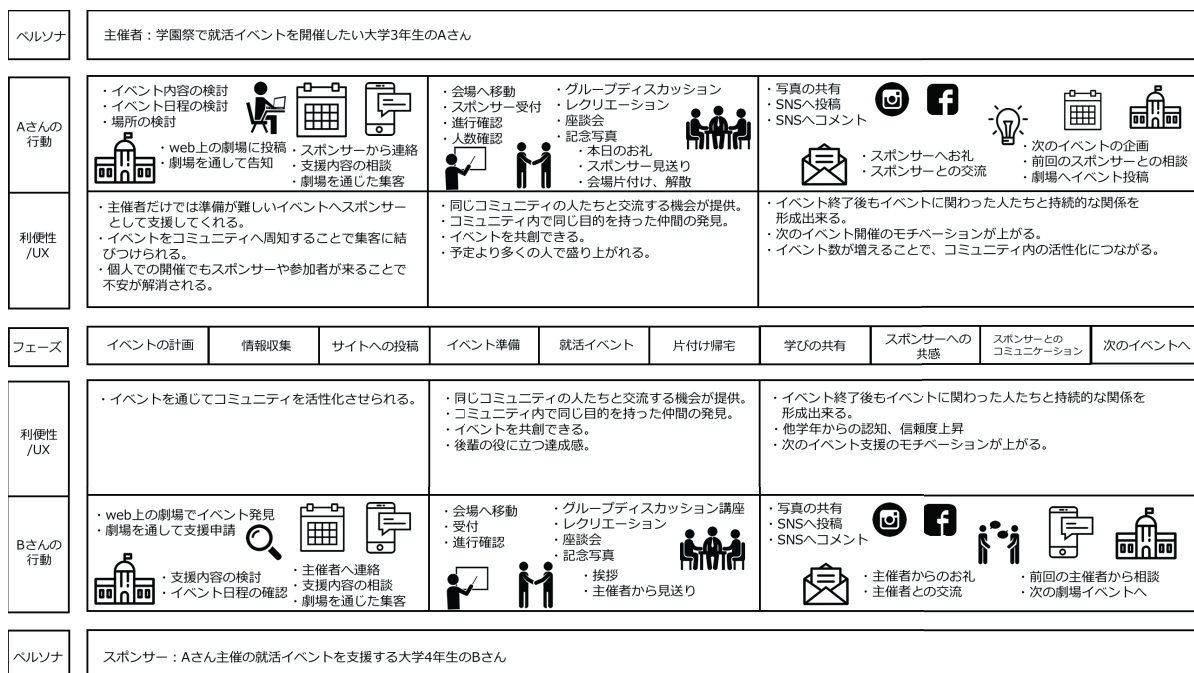 ペルソナ
主催者：学園祭で就活イベントを開催したい大学3年生のAさん
Aさんの
行動
・イベント内容の検討
・イベント日程の検討
・場所の検討
・web上の劇場に投稿
・劇場を通して告知
・スポンサーから連絡
・支援内容の相談
・劇場を通じた集客
・会場へ移動
・スポンサー受付
・進行確認
・人数確認
・グループディスカッション
・レクリエーション
・座談会
・記念写真
・本日のお礼
・スポンサー見送り
・会場片付け、解散
・写真の共有
・SNSへ投稿
・SNSへコメント
・スポンサーへお礼
・スポンサーとの交流
・次のイベントの企画
・前回のスポンサーとの相談
・劇場へイベント投稿
利便性
/UX
・主催者だけでは準備が難しいイベントへスポンサー
として支援してくれる。
・イベントをコミュニティへ周知することで集客に結
びつけられる。
・個人での開催でもスポンサーや参加者が来ることで
不安が解消される。
・同じコミュニティの人たちと交流する機会が提供。
・コミュニティ内で同じ目的を持った仲間の発見。
・イベントを共創できる。
・予定より多くの人で盛り上がれる。
・イベント終了後もイベントに関わった人たちと持続的な関係を
形成出来る。
・次のイベント開催のモチベーションが上がる。
・イベント数が増えることで、コミュニティ内の活性化につながる。
フェーズ
イベントの計画
情報収集
サイトへの投稿
イベント準備
就活イベント
片付け帰宅
学びの共有
スポンサーへの
共感
スポンサーとの
コミュニケーション
次のイベントへ
利便性
/UX
・イベントを通じてコミュニティを活性化させられる。
・同じコミュニティの人たちと交流する機会が提供。
・コミュニティ内で同じ目的を持った仲間の発見。
・イベントを共創できる。
・後輩の役に立つ達成感。
・イベント終了後もイベントに関わった人たちと持続的な関係を
形成出来る。
・他学年からの認知、信頼度上昇
・次のイベント支援のモチベーションが上がる。
Bさんの
行動
・web上の劇場でイベント発見
・劇場を通して支援申請
・支援内容の検討
・イベント日程の確認
・主催者へ連絡
・支援内容の相談
・劇場を通じた集客
・会場へ移動
・受付
・進行確認
・グループディスカッション講座
・レクリエーション
・座談会
・記念写真
・挨拶
・主催者から見送り
・写真の共有
・SNSへ投稿
・SNSへコメント
・主催者からのお礼
・主催者との交流
・前回の主催者から相談
・次の劇場イベントへ
ペルソナ
スポンサー：Aさん主催の就活イベントを支援する大学4年生のBさん